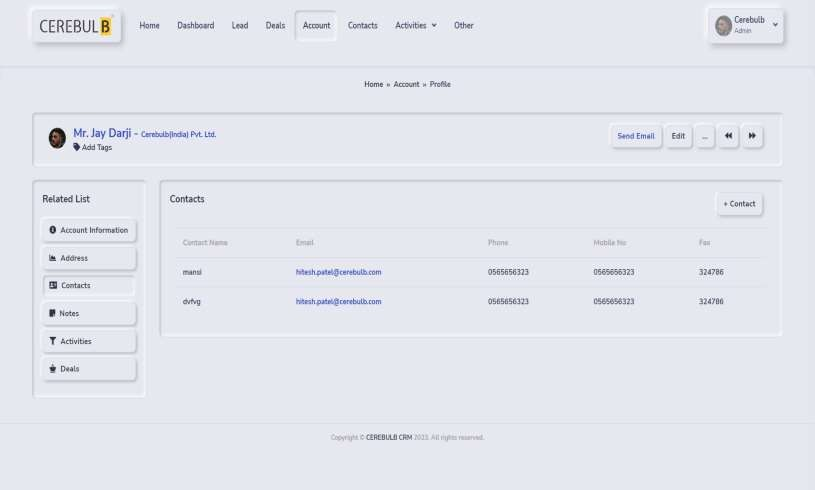 CEREBULB
Home Dashboard Lead Deals Account Contacts Activities Other
Cerebulb
Admin
Home » Account » Profile
Mr. Jay Darji - Cerebulb(India) Pvt. Ltd.
Add Tags
Send Email Edit ...
Related List
Account Information
Address
Contacts
Notes
Activities
Deals
Contacts
+ Contact
Contact Name Email Phone Mobile No Fax
mansi hitesh.patel@cerebulb.com 0565656323 0565656323 324786
dvfvg hitesh.patel@cerebulb.com 0565656323 0565656323 324786
Copyright © CEREBULB CRM 2023. All rights reserved.